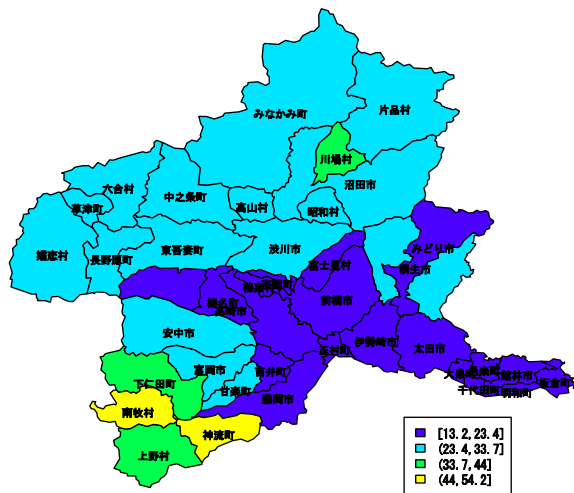 みなかみ町
片品村
川場村
沼田市
六合村
中之条町
草津町
高山村
昭和村
嬬恋村
長野原町
東吾妻町
渋川市
みどり市
富士見村
桐生市
榛名町
高崎市
前橋市
安中市
伊勢崎市
太田市
玉村町
富岡市
吉井町
下仁田町
甘楽町
藤岡市
大泉町
邑楽町
館林市
板倉町
千代田町
明和町
南牧村
神流町
上野村
[13.2,23.4]
(23.4,33.7]
(33.7,44]
(44,54.2]